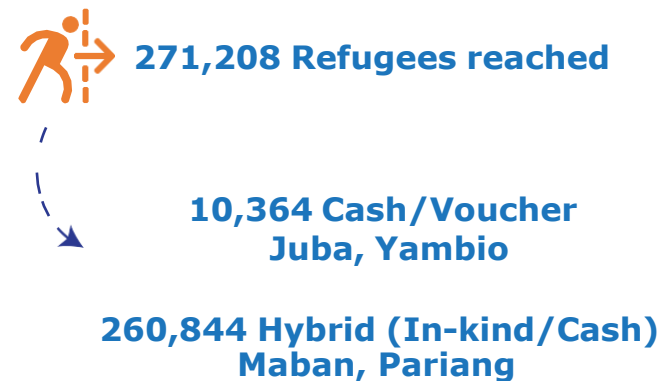 271,208 Refugees reached
10,364 Cash/Voucher
Juba, Yambio
260,844 Hybrid (In-kind/Cash)
Maban, Pariang